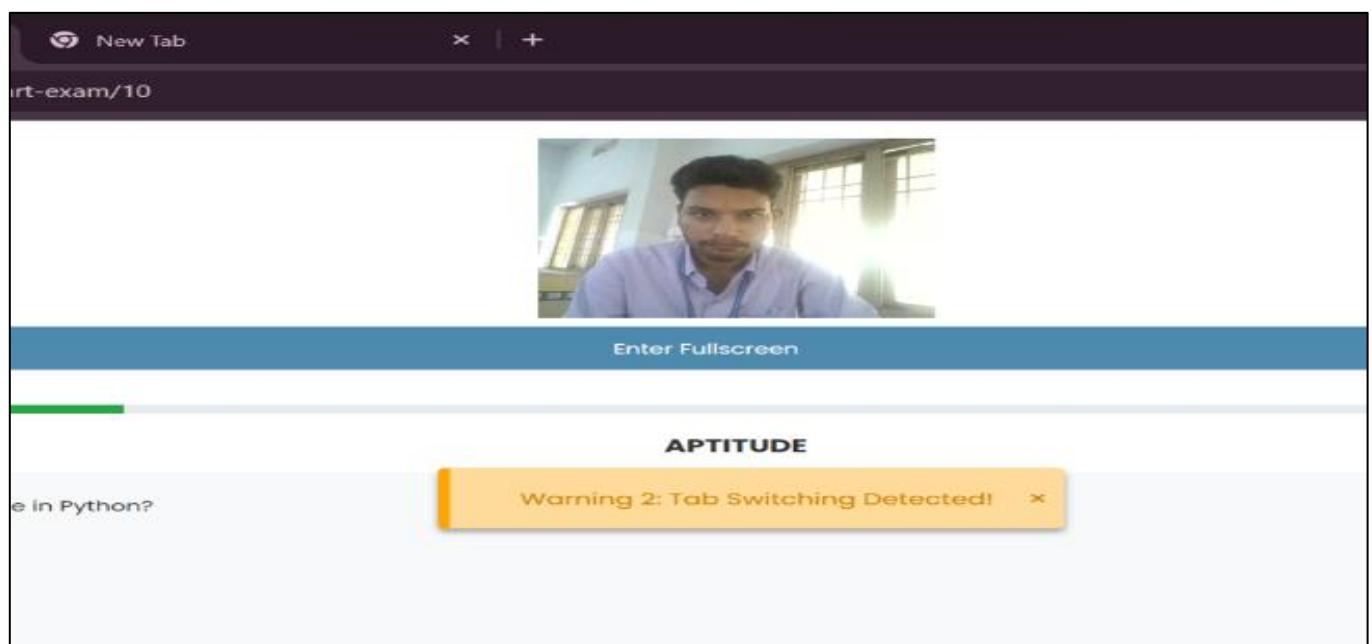 New Tab × +
rt-exam/10
Enter Fullscreen
APTITUDE
Warning 2: Tab Switching Detected! ×
e in Python?